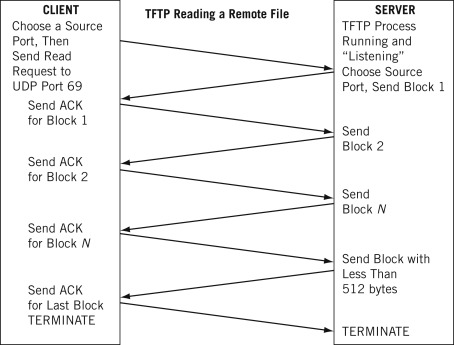 CLIENT
TFTP Reading a Remote File
SERVER
Choose a Source
Port, Then
Send Read
Request to
UDP Port 69
TFTP Process
Running and
“Listening”
Choose Source
Port, Send Block 1
Send ACK
for Block 1
Send
Block 2
Send ACK
for Block 2
Send
Block N
Send ACK
for Block N
Send Block with
Less Than
512 bytes
Send ACK
for Last Block
TERMINATE
TERMINATE